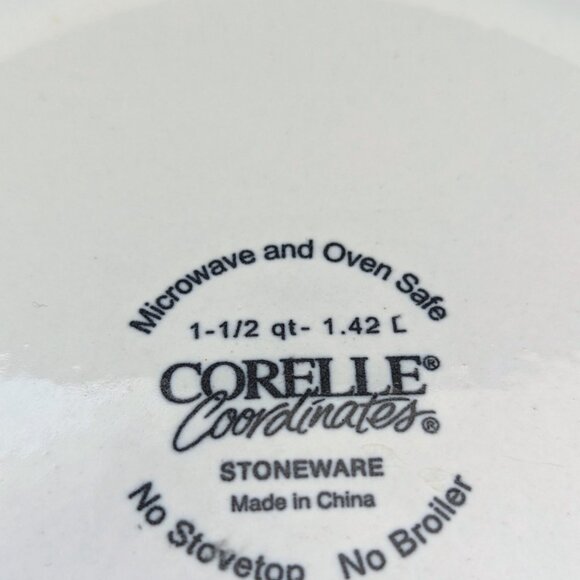 Microwave and Oven Safe
1-1/2 qt- 1.42 L
CORELLE®
Coordinates®
STONEWARE
Made in China
No Stovetop No Broiler